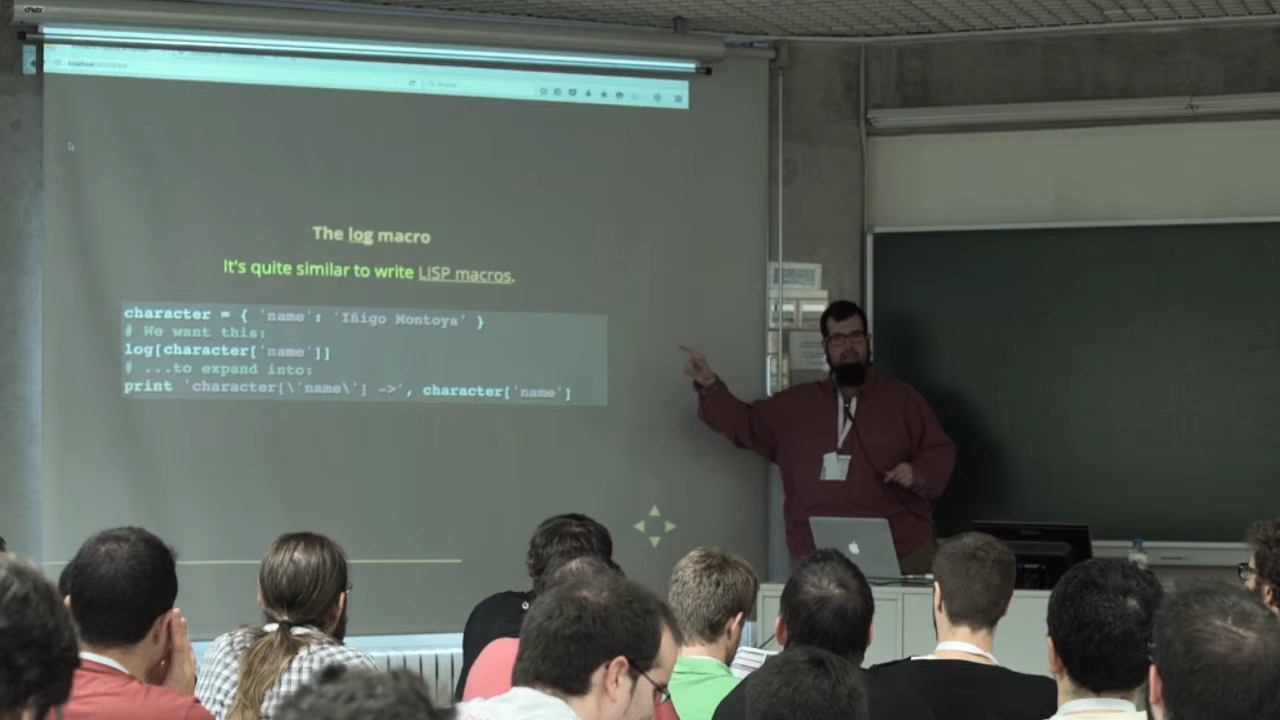 The log macro
It's quite similar to write LISP macros.
character = { 'name': 'Iñigo Montoya' }
# We want this:
log[character['name']]
# ...to expand into:
print 'character[\'name\'] ->', character['name']